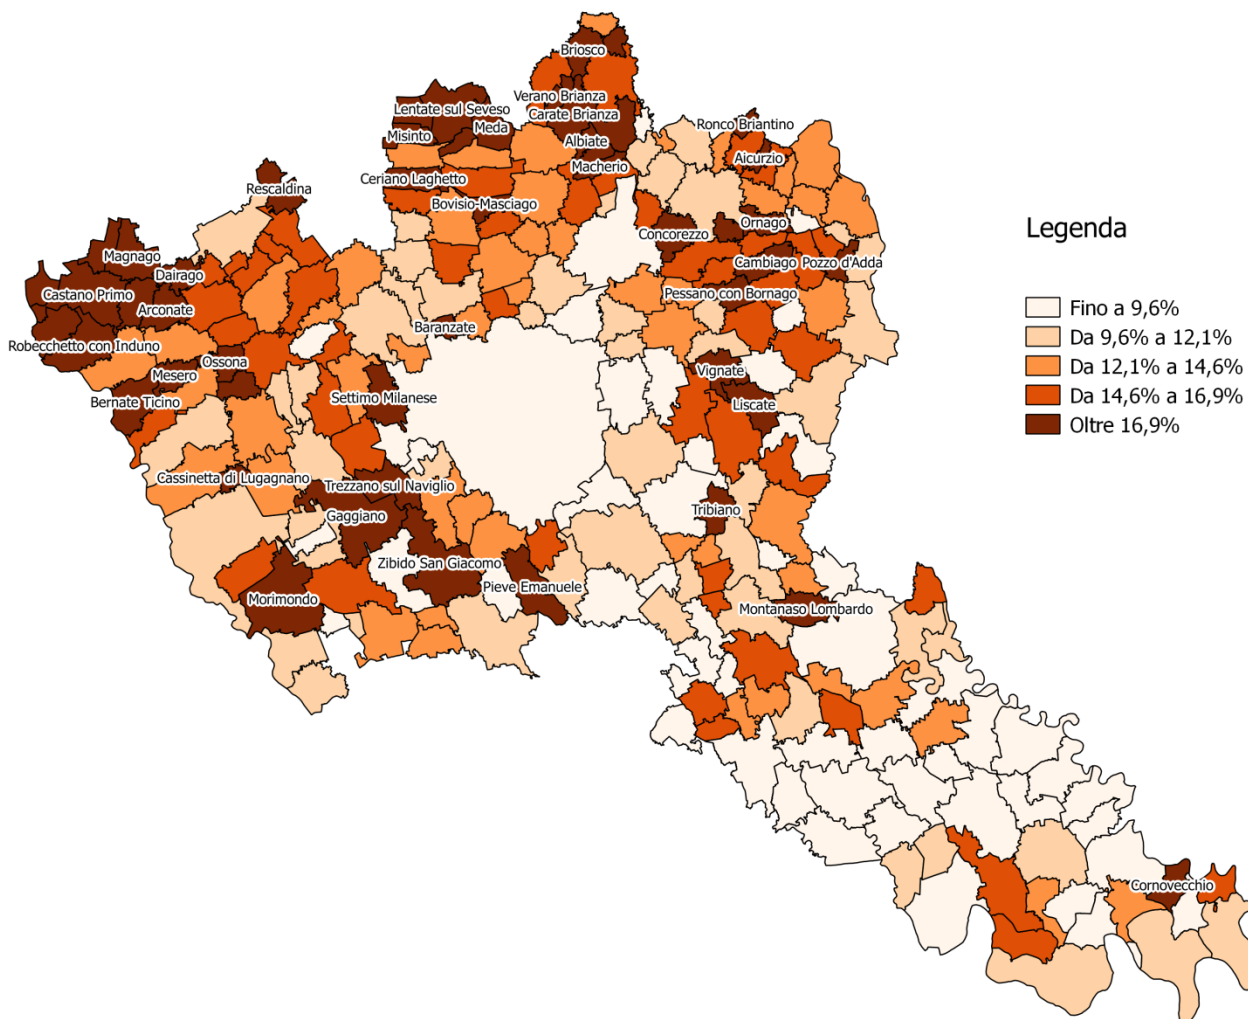 Briosco
Verano Brianza
Lentate sul Seveso
Carate Brianza
Meda
Misinto
Albiate
Ronco Briantino
Aicurzio
Macherio
Ceriano Laghetto
Rescaldina
Bovisio-Masciago
Ornago
Concorezzo
Magnago
Dairago
Cambiago
Pozzo d'Adda
Castano Primo
Pessano con Bornago
Arconate
Baranzate
Robecchetto con Induno
Ossona
Mesero
Vignate
Bernate Ticino
Settimo Milanese
Liscate
Cassinetta di Lugagnano
Trezzano sul Naviglio
Gaggiano
Tribiano
Zibido San Giacomo
Pieve Emanuele
Morimondo
Montanaso Lombardo
Cornovecchio
Legenda
Fino a 9,6%
Da 9,6% a 12,1%
Da 12,1% a 14,6%
Da 14,6% a 16,9%
Oltre 16,9%